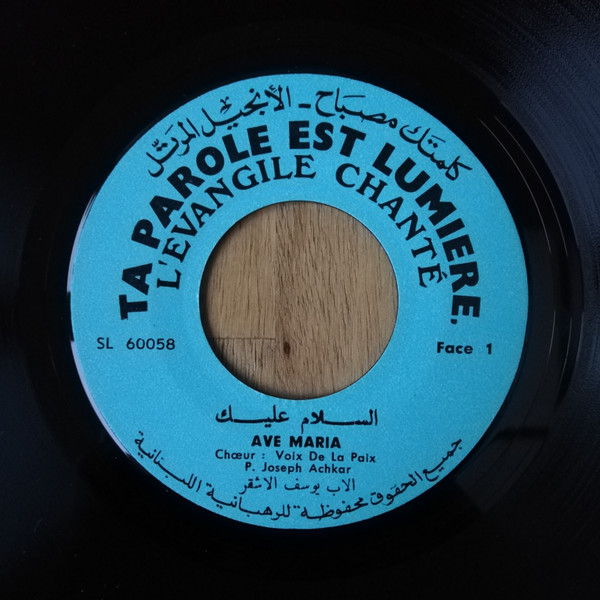 كلمتك مصباح - الأنجيل المرتل
TA PAROLE EST LUMIERE.
L'EVANGILE CHANTÉ
SL 60058
Face 1
السلام عليك
AVE MARIA
Chœur : Voix De La Paix
P. Joseph Achkar
الاب يوسف الاشقر
جميع الحقوق محفوظة للرهبانية اللبنانية